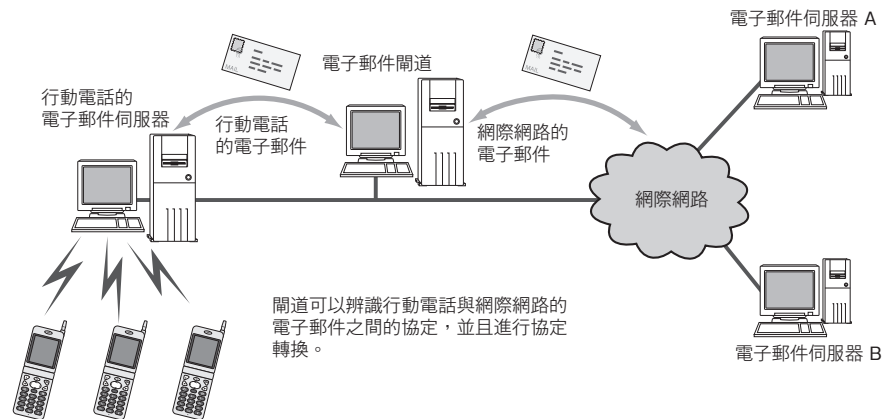 電子郵件伺服器 A
電子郵件閘道
行動電話的
電子郵件伺服器
行動電話
的電子郵件
網際網路的
電子郵件
MAIL
MAIL
網際網路
閘道可以辨識行動電話與網際網路的
電子郵件之間的協定，並且進行協定
轉換。
電子郵件伺服器 B